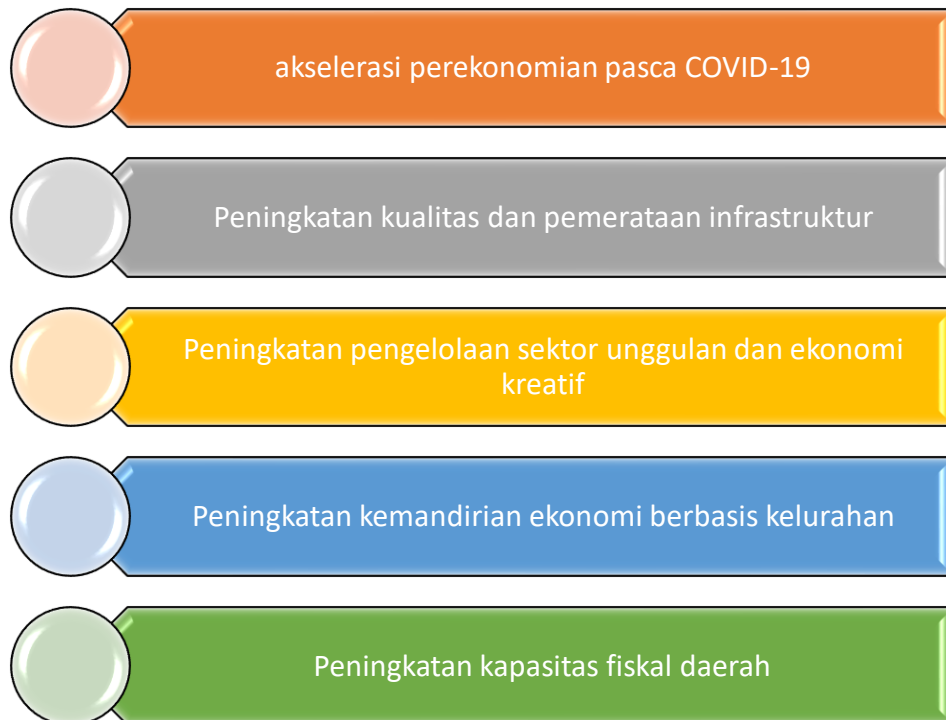 akselerasi perekonomian pasca COVID-19
Peningkatan kualitas dan pemerataan infrastruktur
Peningkatan pengelolaan sektor unggulan dan ekonomi
kreatif
Peningkatan kemandirian ekonomi berbasis kelurahan
Peningkatan kapasitas fiskal daerah